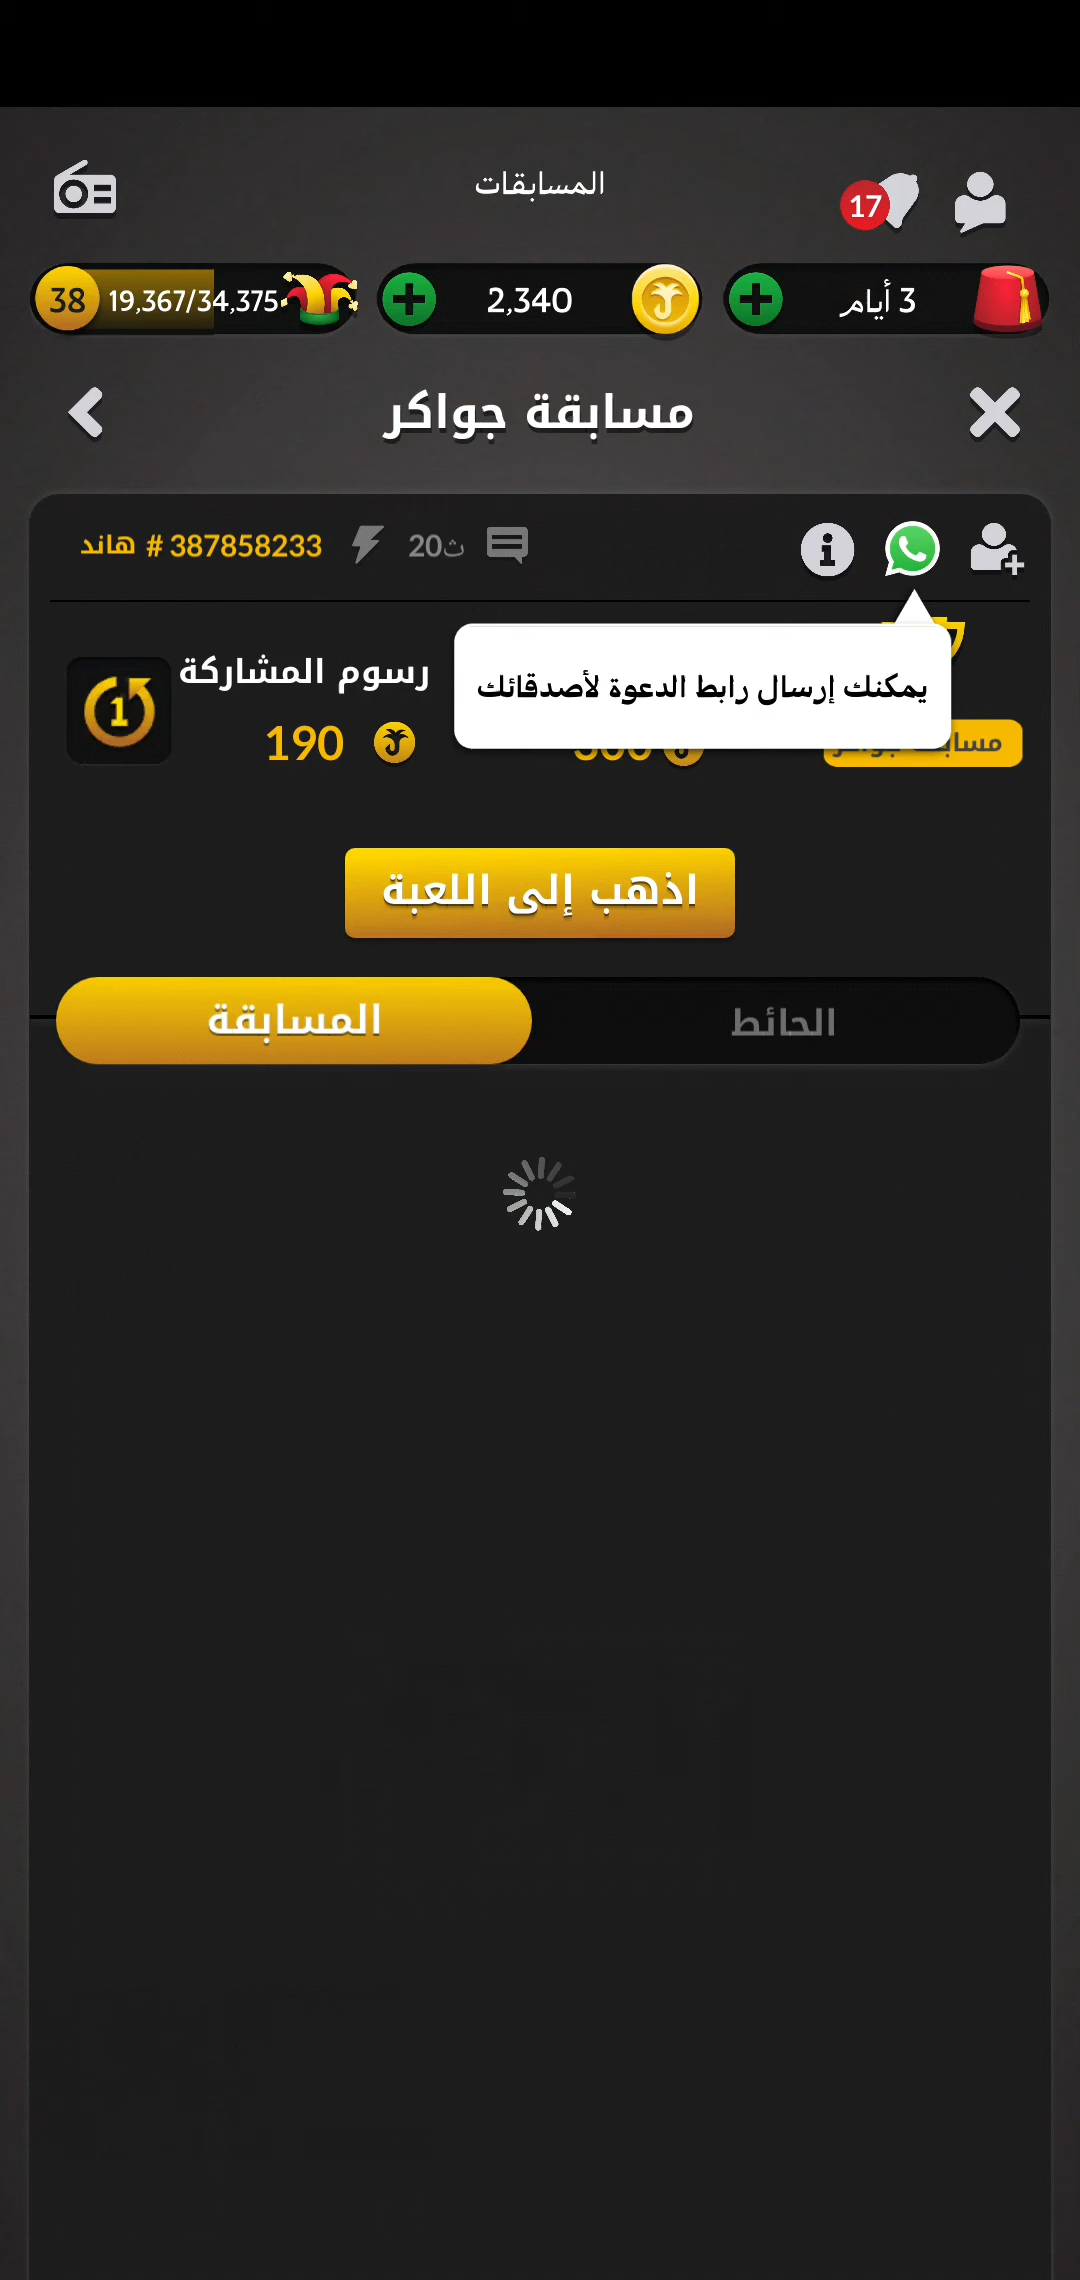 المسابقات
17
38
19,367/34,375
2,340
3 أيام
مسابقة جواكر
هاند # 387858233
20ث
يمكنك إرسال رابط الدعوة لأصدقائك
رسوم المشاركة
190
اذهب إلى اللعبة
المسابقة
الحائط
1